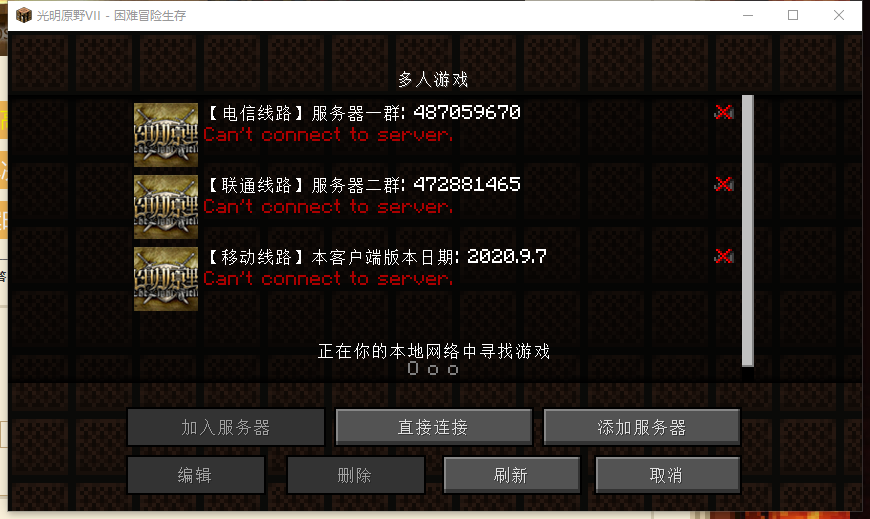 光明原野VII - 困难冒险生存
多人游戏
【电信线路】服务器一群: 487059670
Can't connect to server.
【联通线路】服务器二群: 472881465
Can't connect to server.
【移动线路】本客户端版本日期: 2020.9.7
Can't connect to server.
正在你的本地网络中寻找游戏
O o o
加入服务器 直接连接 添加服务器
编辑 删除 刷新 取消